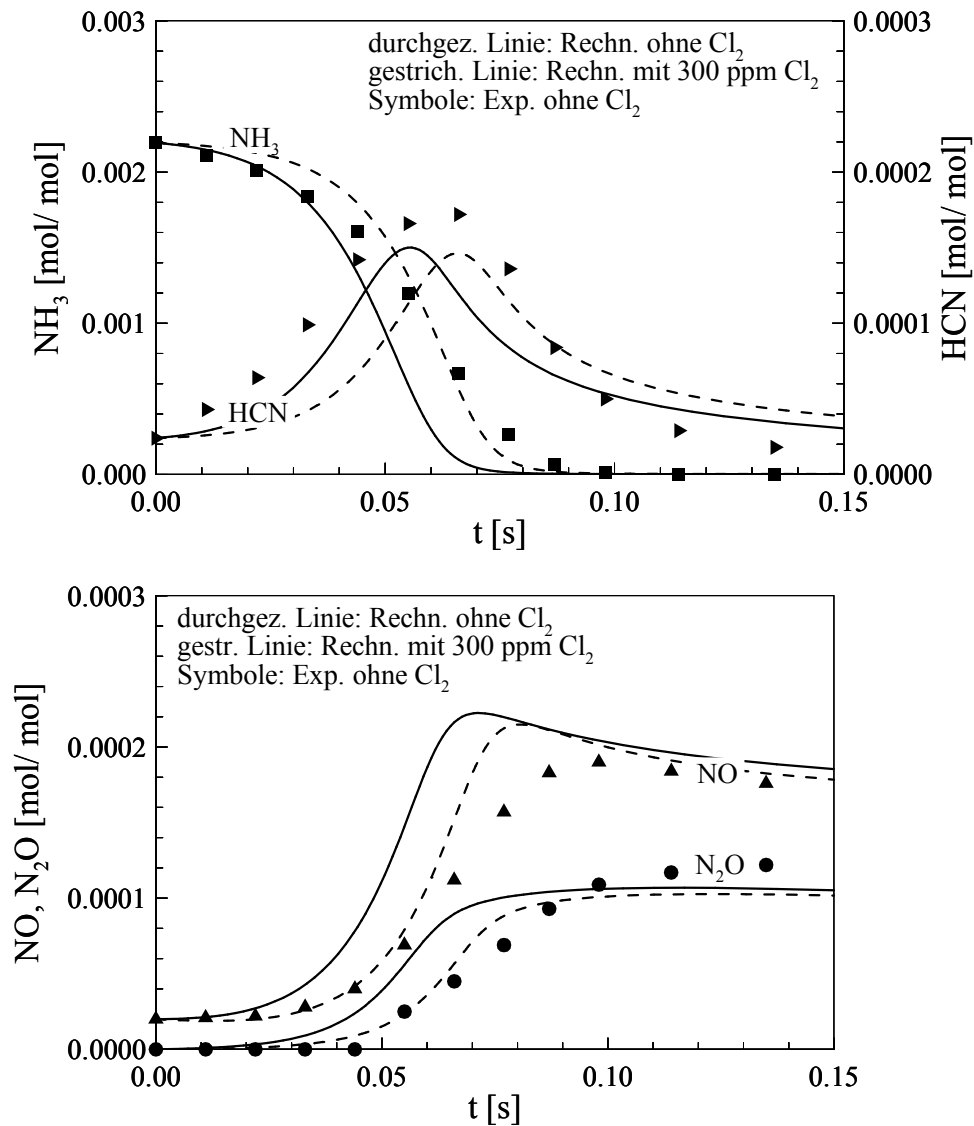 0.003
0.002
0.001
0.000
NH₃ [mol/ mol]
durchgez. Linie: Rechn. ohne Cl₂
gestrich. Linie: Rechn. mit 300 ppm Cl₂
Symbole: Exp. ohne Cl₂
NH₃
HCN
0.0003
0.0002
0.0001
0.0000
HCN [mol/ mol]
0.00
0.05
0.10
0.15
t [s]
0.0003
0.0002
0.0001
0.0000
NO, N₂O [mol/ mol]
durchgez. Linie: Rechn. ohne Cl₂
gestr. Linie: Rechn. mit 300 ppm Cl₂
Symbole: Exp. ohne Cl₂
NO
N₂O
0.00
0.05
0.10
0.15
t [s]